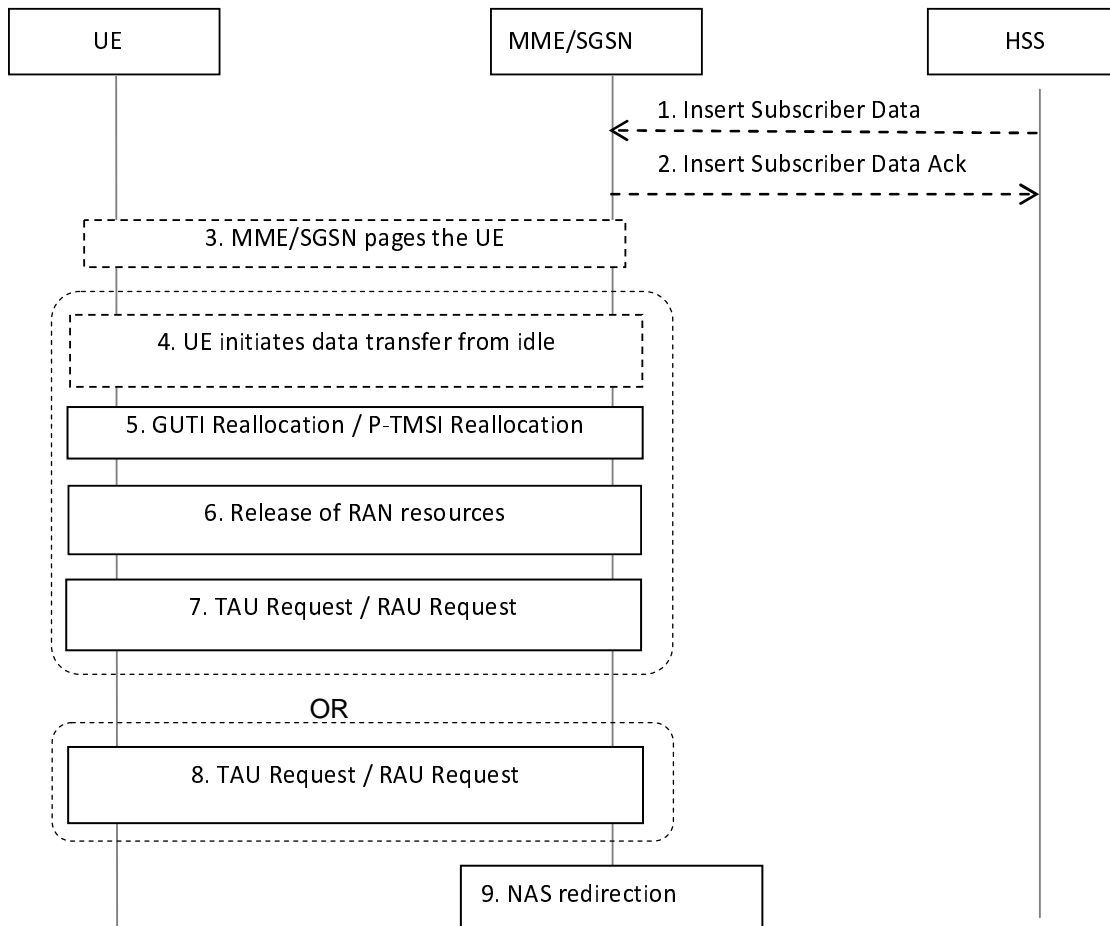 UE
MME/SGSN
HSS
1. Insert Subscriber Data
2. Insert Subscriber Data Ack
3. MME/SGSN pages the UE
4. UE initiates data transfer from idle
5. GUTI Reallocation / P-TMSI Reallocation
6. Release of RAN resources
7. TAU Request / RAU Request
OR
8. TAU Request / RAU Request
9. NAS redirection